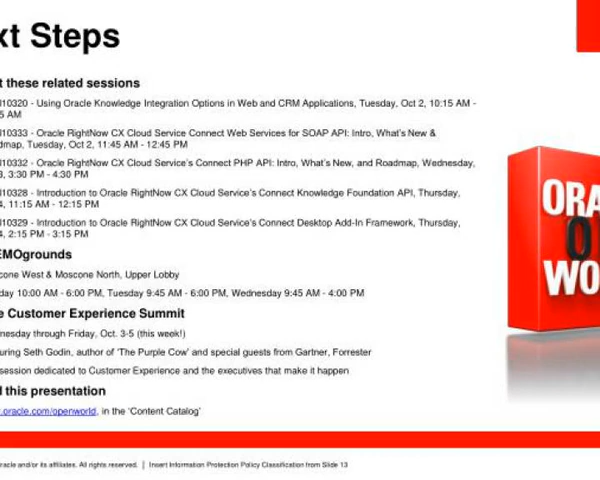 xt Steps
t these related sessions
I10320 - Using Oracle Knowledge Integration Options in Web and CRM Applications, Tuesday, Oct 2, 10:15 AM -
5 AM
I10333 - Oracle RightNow CX Cloud Service Connect Web Services for SOAP API: Intro, What's New &
dmap, Tuesday, Oct 2, 11:45 AM - 12:45 PM
I10332 - Oracle RightNow CX Cloud Service's Connect PHP API: Intro, What's New, and Roadmap, Wednesday,
3, 3:30 PM - 4:30 PM
I10328 - Introduction to Oracle RightNow CX Cloud Service's Connect Knowledge Foundation API, Thursday,
4, 11:15 AM - 12:15 PM
I10329 - Introduction to Oracle RightNow CX Cloud Service's Connect Desktop Add-In Framework, Thursday,
4, 2:15 PM - 3:15 PM
EMOgrounds
cone West & Moscone North, Upper Lobby
day 10:00 AM - 6:00 PM, Tuesday 9:45 AM - 6:00 PM, Wednesday 9:45 AM - 4:00 PM
e Customer Experience Summit
nesday through Friday, Oct. 3-5 (this week!)
uring Seth Godin, author of 'The Purple Cow' and special guests from Gartner, Forrester
session dedicated to Customer Experience and the executives that make it happen
d this presentation
.oracle.com/openworld, in the 'Content Catalog'
ORA
O
WO
racle and/or its affiliates. All rights reserved. | Insert Information Protection Policy Classification from Slide 13